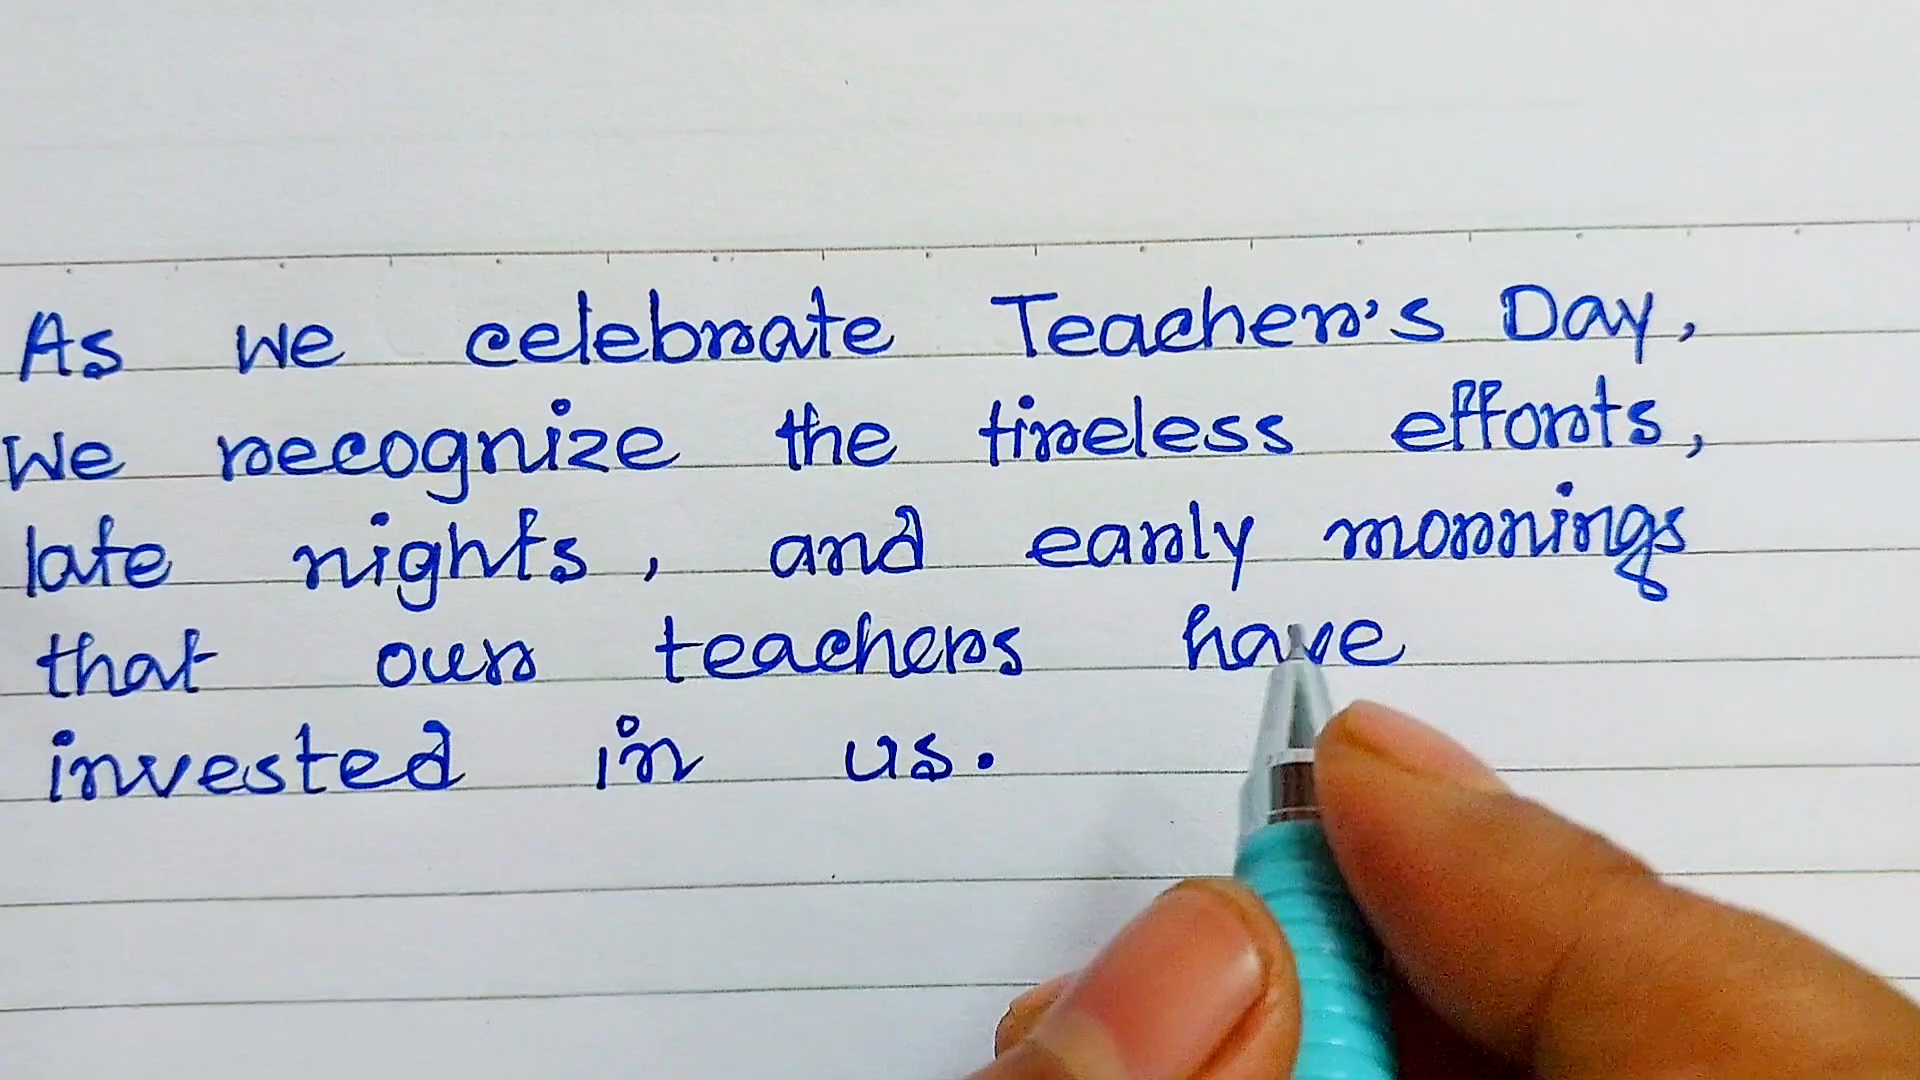 As we celebrate Teacher's Day,
We recognize the tireless efforts,
late nights, and early mornings
that our teachers have
invested in us.